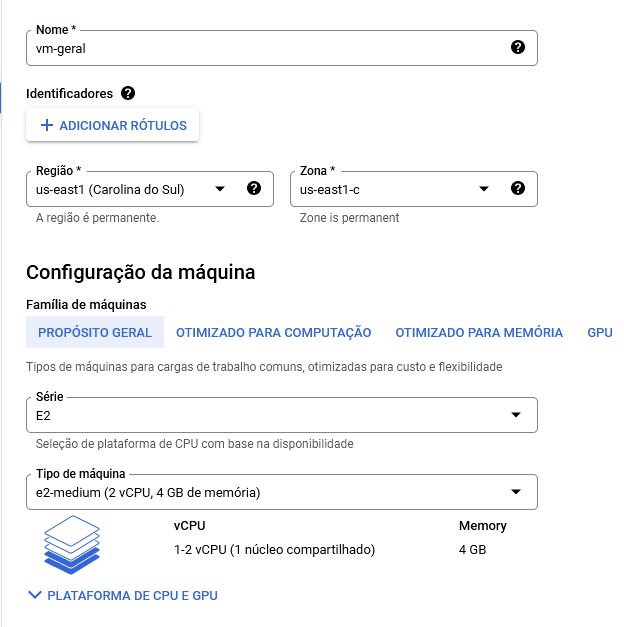 Nome *
vm-geral
Identificadores
+ ADICIONAR RÓTULOS
Região *
us-east1 (Carolina do Sul)
A região é permanente.
Zona *
us-east1-c
Zone is permanent
Configuração da máquina
Família de máquinas
PROPÓSITO GERAL OTIMIZADO PARA COMPUTAÇÃO OTIMIZADO PARA MEMÓRIA GPU
Tipos de máquinas para cargas de trabalho comuns, otimizadas para custo e flexibilidade
Série
E2
Seleção de plataforma de CPU com base na disponibilidade
Tipo de máquina
e2-medium (2 vCPU, 4 GB de memória)
vCPU
1-2 vCPU (1 núcleo compartilhado)
Memory
4 GB
PLATAFORMA DE CPU E GPU